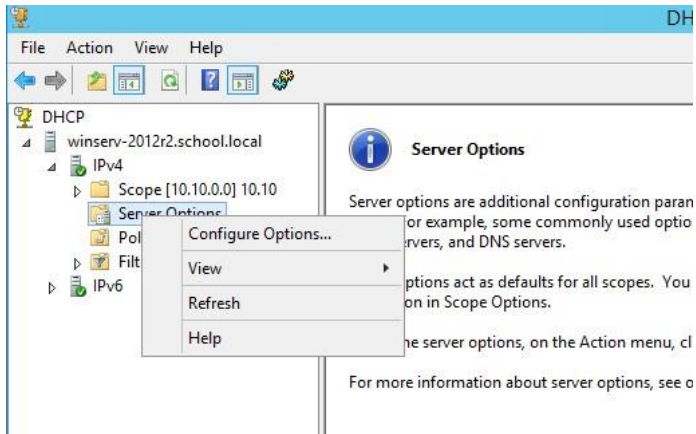 DH
File Action View Help
DHCP
winserv-2012r2.school.local
IPv4
Scope [10.10.0.0] 10.10
Server Options
Pol
Filt
IPv6
Configure Options...
View
Refresh
Help
Server Options
Server options are additional configuration param
or example, some commonly used optio
ervers, and DNS servers.
ptions act as defaults for all scopes. You
on in Scope Options.
he server options, on the Action menu, cl
For more information about server options, see o